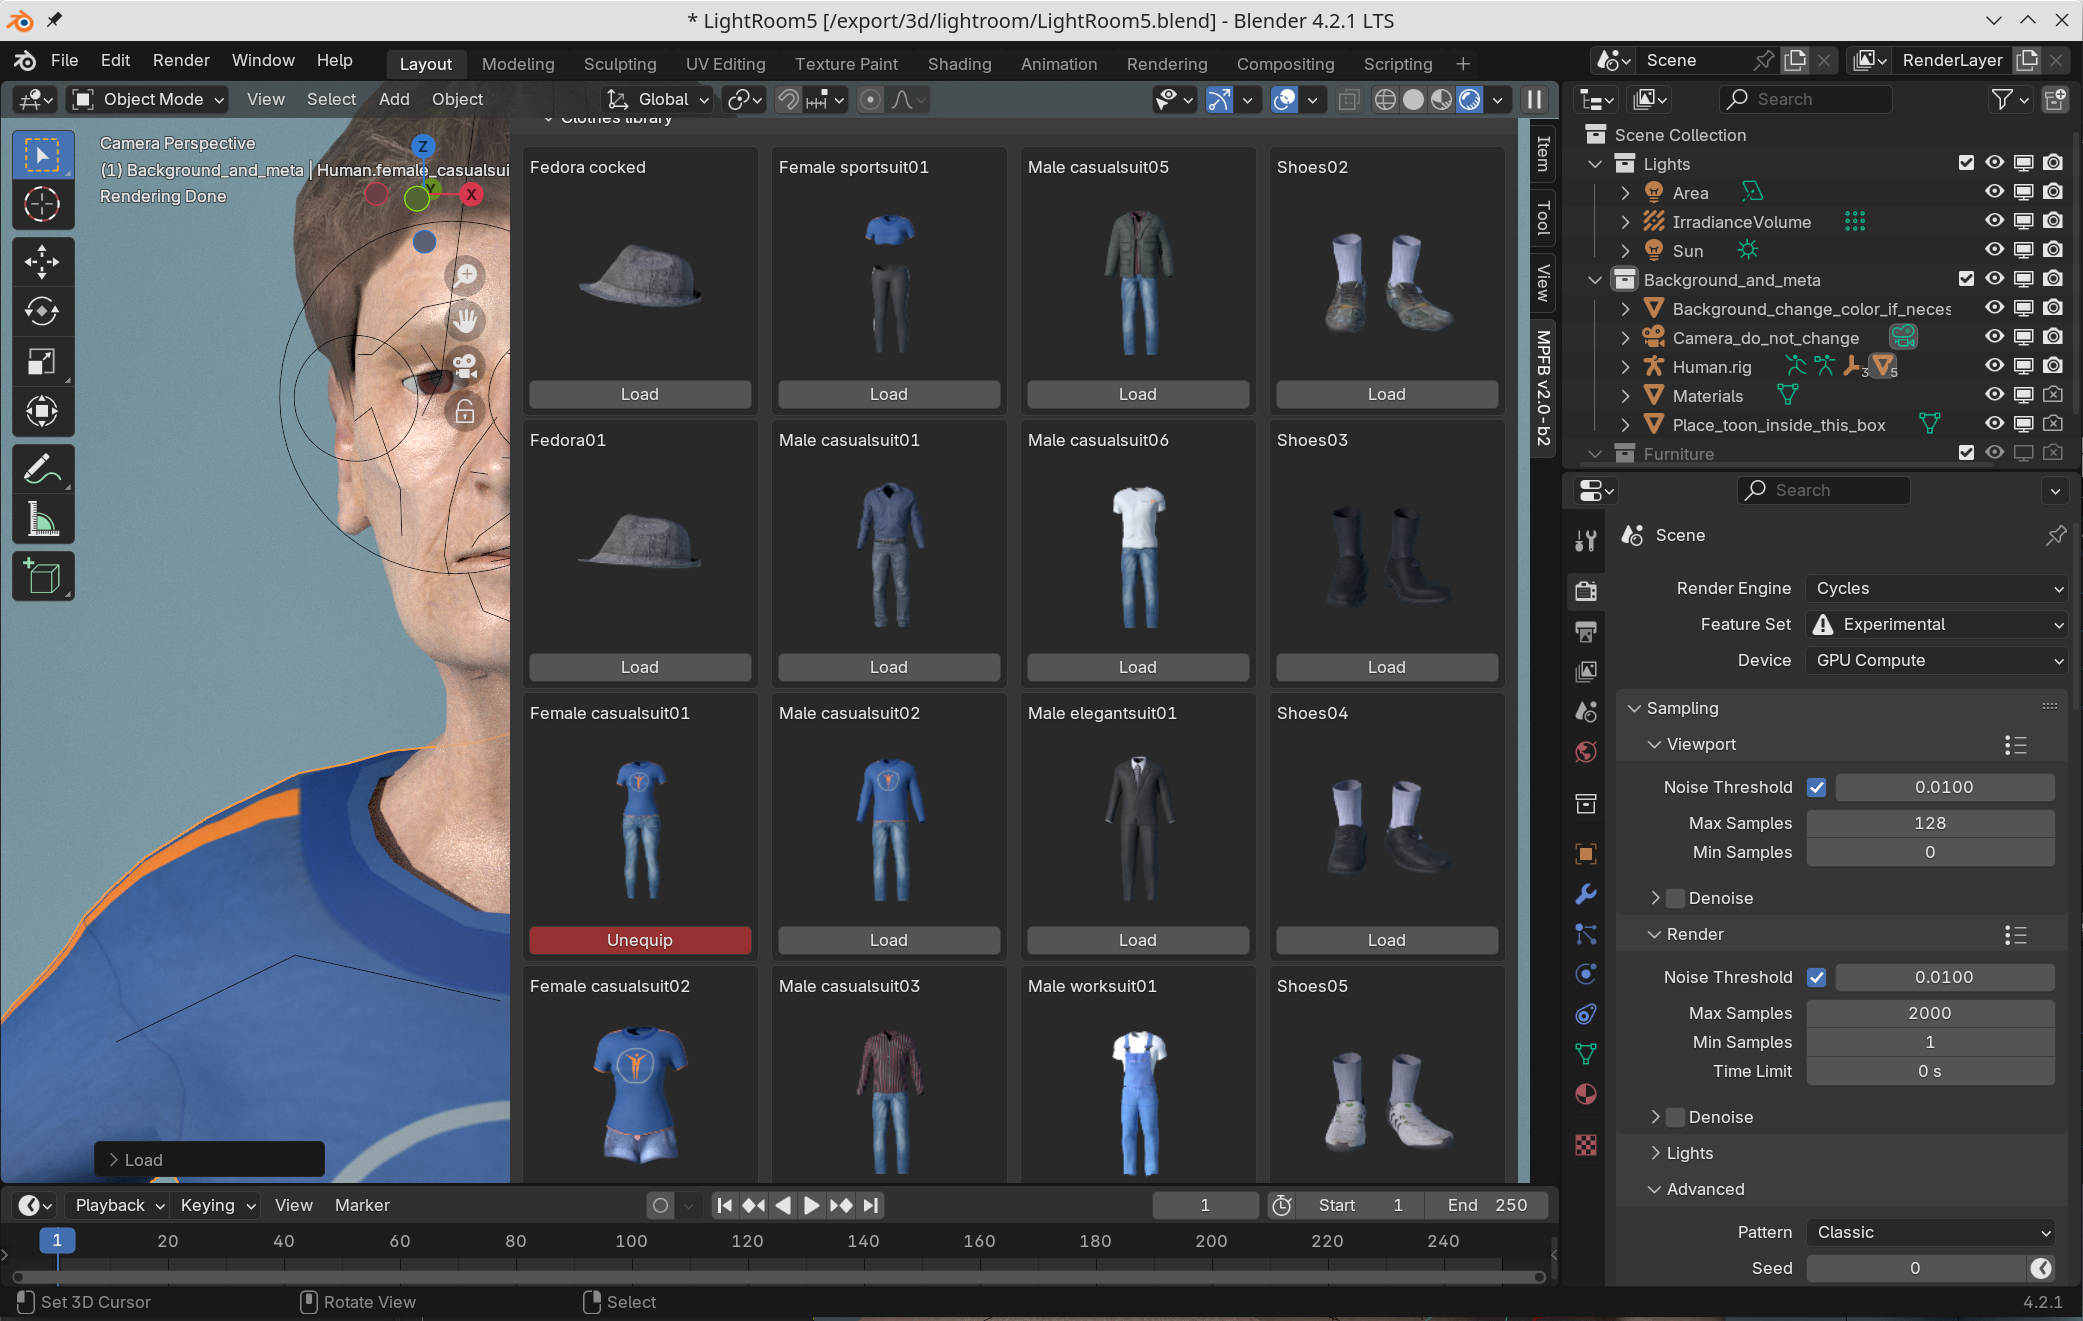 * LightRoom5 [/export/3d/lightroom/LightRoom5.blend] - Blender 4.2.1 LTS
File Edit Render Window Help Layout Modeling Sculpting UV Editing Texture Paint Shading Animation Rendering Compositing Scripting + Scene RenderLayer
Object Mode View Select Add Object Global Search
Camera Perspective
(1) Background_and_meta | Human.female_casualsui
Rendering Done
Z
Y
X
Clothes library
Fedora cocked Female sportsuit01 Male casualsuit05 Shoes02
Load Load Load Load
Fedora01 Male casualsuit01 Male casualsuit06 Shoes03
Load Load Load Load
Female casualsuit01 Male casualsuit02 Male elegantsuit01 Shoes04
Unequip Load Load Load
Female casualsuit02 Male casualsuit03 Male worksuit01 Shoes05
Load
Item
Tool
View
MPFB v2.0-b2
Scene Collection
Lights
Area
IrradianceVolume
Sun
Background_and_meta
Background_change_color_if_neces
Camera_do_not_change
Human.rig 3 5
Materials
Place_toon_inside_this_box
Furniture
Search
Scene
Render Engine Cycles
Feature Set Experimental
Device GPU Compute
Sampling
Viewport
Noise Threshold 0.0100
Max Samples 128
Min Samples 0
Denoise
Render
Noise Threshold 0.0100
Max Samples 2000
Min Samples 1
Time Limit 0 s
Denoise
Lights
Advanced
Pattern Classic
Seed 0
Playback Keying View Marker 1 Start 1 End 250
1 20 40 60 80 100 120 140 160 180 200 220 240
Set 3D Cursor Rotate View Select 4.2.1